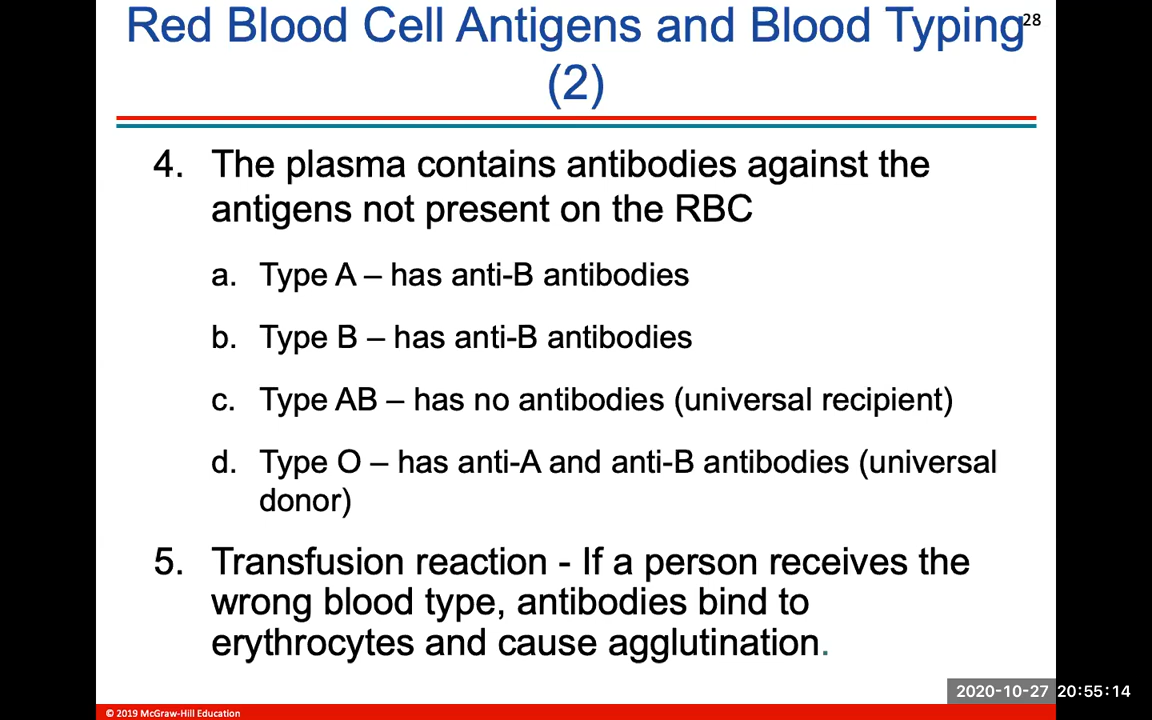 Red Blood Cell Antigens and Blood Typing
28
(2)
4. The plasma contains antibodies against the
antigens not present on the RBC
a. Type A – has anti-B antibodies
b. Type B – has anti-B antibodies
c. Type AB – has no antibodies (universal recipient)
d. Type O – has anti-A and anti-B antibodies (universal
donor)
5. Transfusion reaction - If a person receives the
wrong blood type, antibodies bind to
erythrocytes and cause agglutination.
2020-10-27 20:55:14
© 2019 McGraw-Hill Education